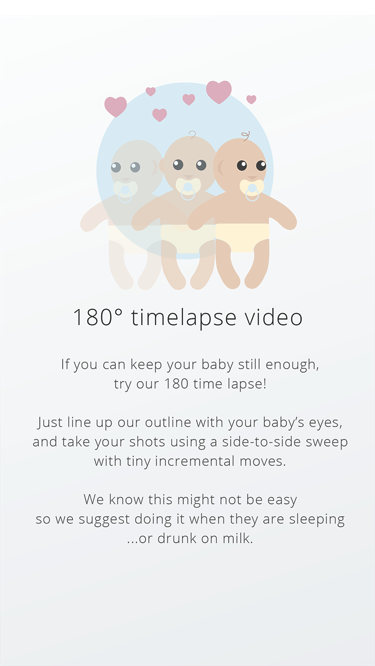 180° timelapse video
If you can keep your baby still enough,
try our 180 time lapse!
Just line up our outline with your baby's eyes,
and take your shots using a side-to-side sweep
with tiny incremental moves.
We know this might not be easy
so we suggest doing it when they are sleeping
...or drunk on milk.